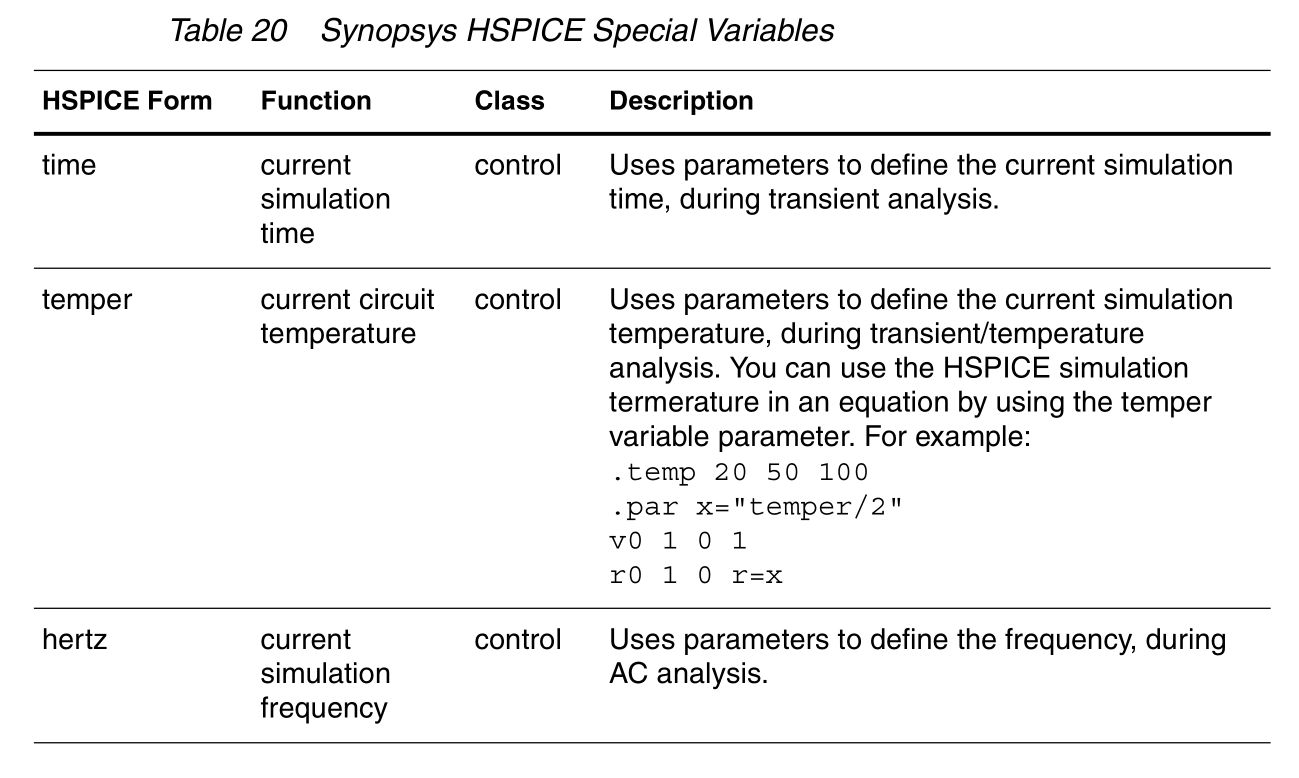 Table 20 Synopsys HSPICE Special Variables
HSPICE Form Function Class Description
time current control Uses parameters to define the current simulation
simulation time, during transient analysis.
time
temper current circuit control Uses parameters to define the current simulation
temperature temperature, during transient/temperature
analysis. You can use the HSPICE simulation
termerature in an equation by using the temper
variable parameter. For example:
.temp 20 50 100
.par x="temper/2"
v0 1 0 1
r0 1 0 r=x
hertz current control Uses parameters to define the frequency, during
simulation AC analysis.
frequency